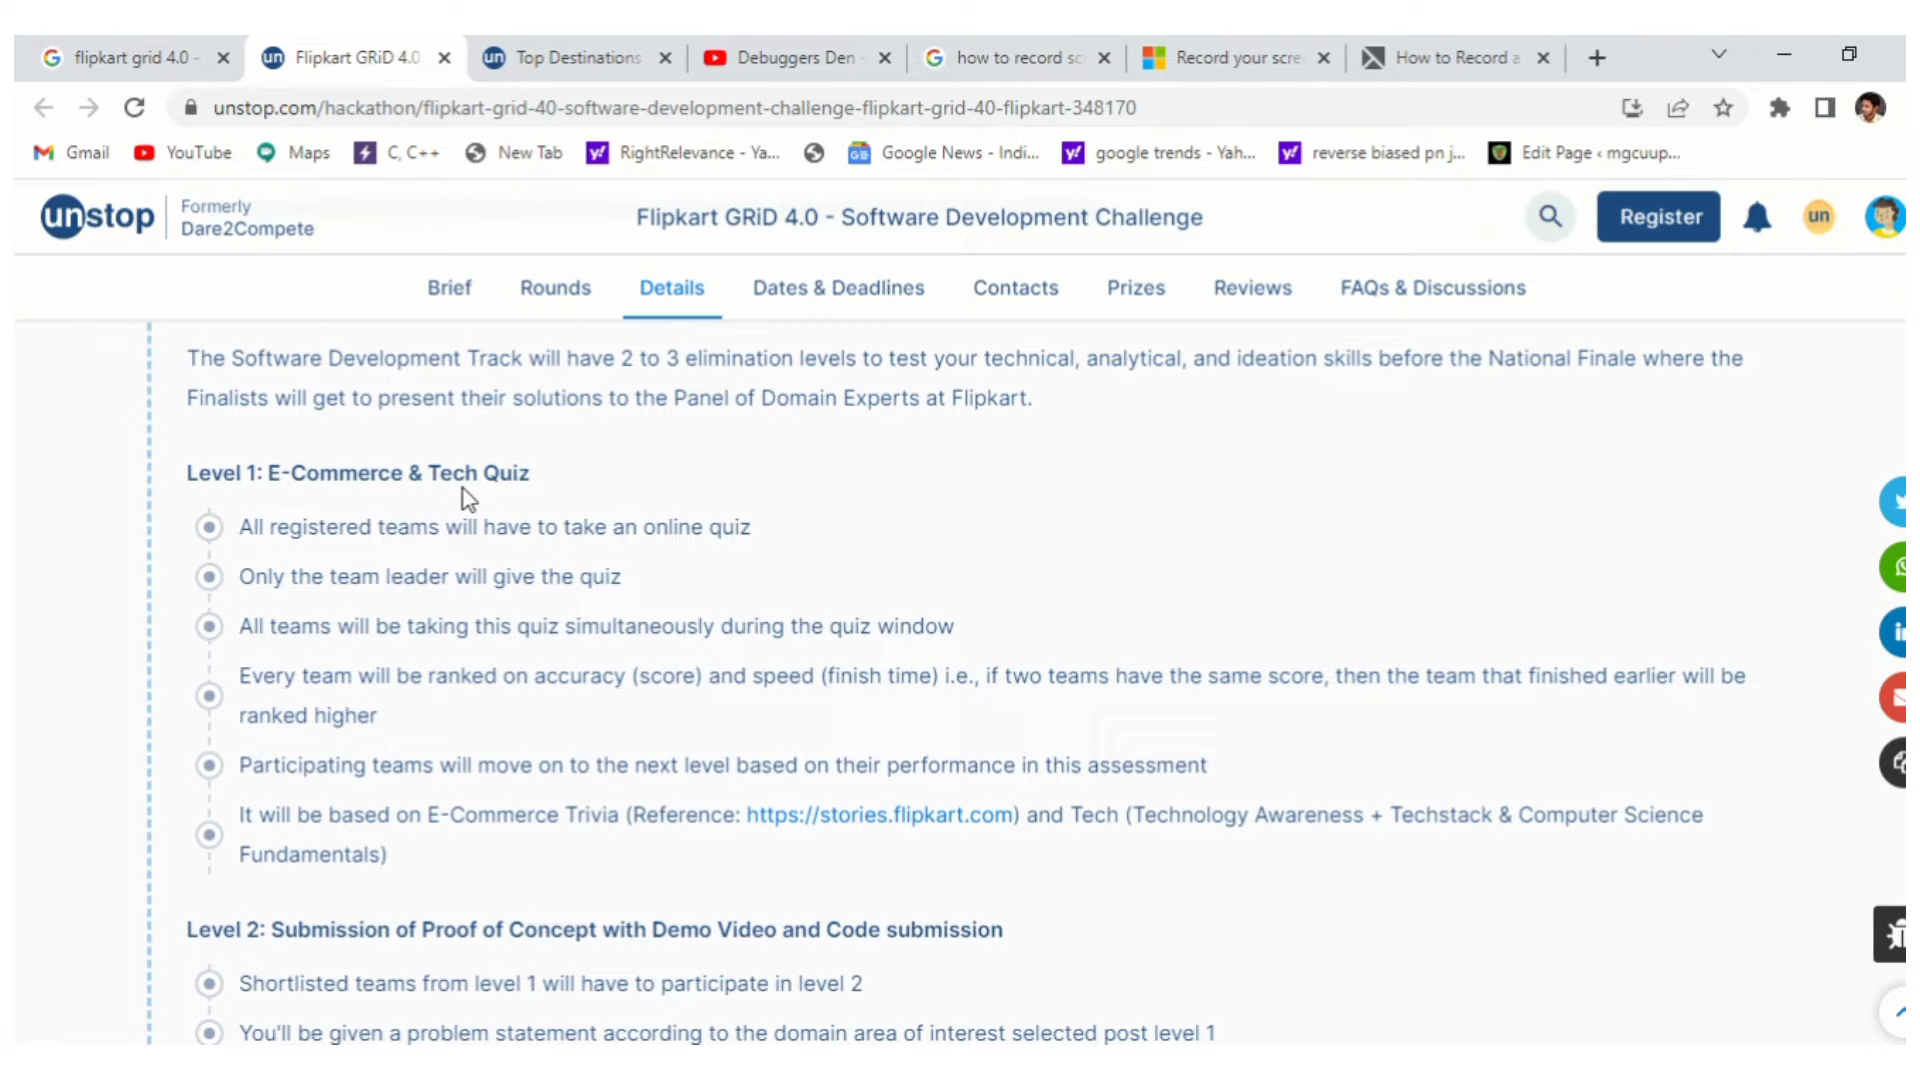 flipkart grid 4.0 -
Flipkart GRiD 4.0
Top Destinations
Debuggers Den -
how to record sc
Record your scre
How to Record a
unstop.com/hackathon/flipkart-grid-40-software-development-challenge-flipkart-grid-40-flipkart-348170
Gmail YouTube Maps C, C++ New Tab RightRelevance - Ya... Google News - Indi... google trends - Yah... reverse biased pn j... Edit Page ‹ mgcuup...
unstop
Formerly
Dare2Compete
Flipkart GRiD 4.0 - Software Development Challenge
Register
un
Brief Rounds Details Dates & Deadlines Contacts Prizes Reviews FAQs & Discussions
The Software Development Track will have 2 to 3 elimination levels to test your technical, analytical, and ideation skills before the National Finale where the
Finalists will get to present their solutions to the Panel of Domain Experts at Flipkart.
Level 1: E-Commerce & Tech Quiz
All registered teams will have to take an online quiz
Only the team leader will give the quiz
All teams will be taking this quiz simultaneously during the quiz window
Every team will be ranked on accuracy (score) and speed (finish time) i.e., if two teams have the same score, then the team that finished earlier will be
ranked higher
Participating teams will move on to the next level based on their performance in this assessment
It will be based on E-Commerce Trivia (Reference: https://stories.flipkart.com) and Tech (Technology Awareness + Techstack & Computer Science
Fundamentals)
Level 2: Submission of Proof of Concept with Demo Video and Code submission
Shortlisted teams from level 1 will have to participate in level 2
You'll be given a problem statement according to the domain area of interest selected post level 1